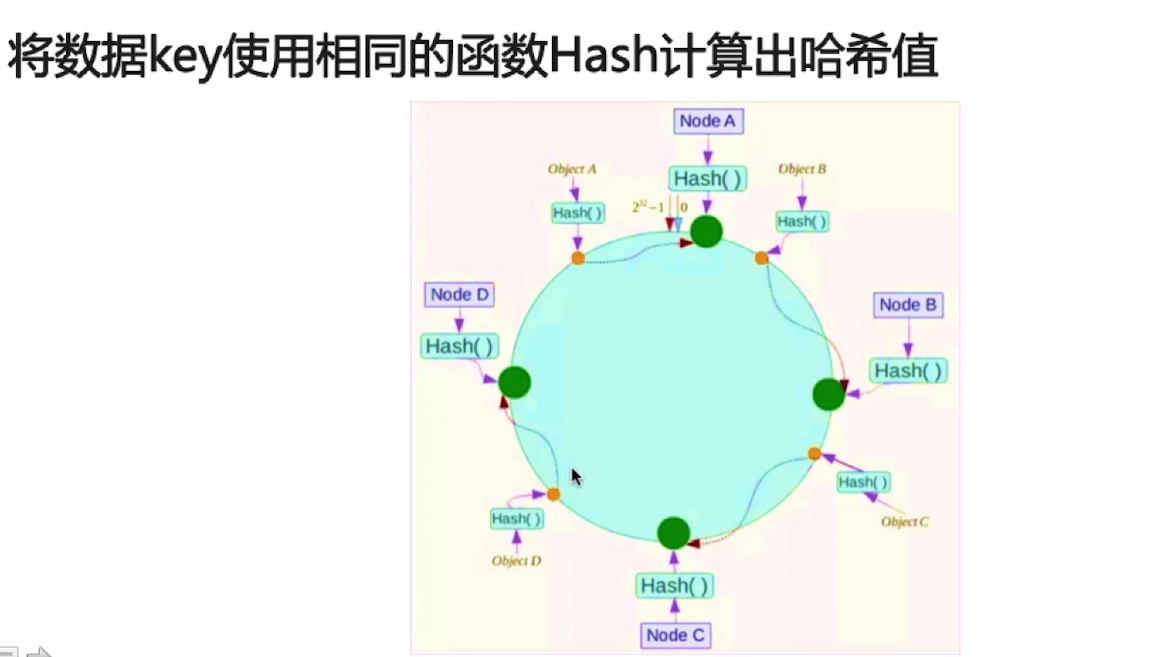 将数据key使用相同的函数Hash计算出哈希值
Node A
Object A
Hash( )
Object B
Hash( )
2³²−1
0
Hash( )
Node D
Node B
Hash( )
Hash( )
Hash( )
Hash( )
Object C
Object D
Hash( )
Node C